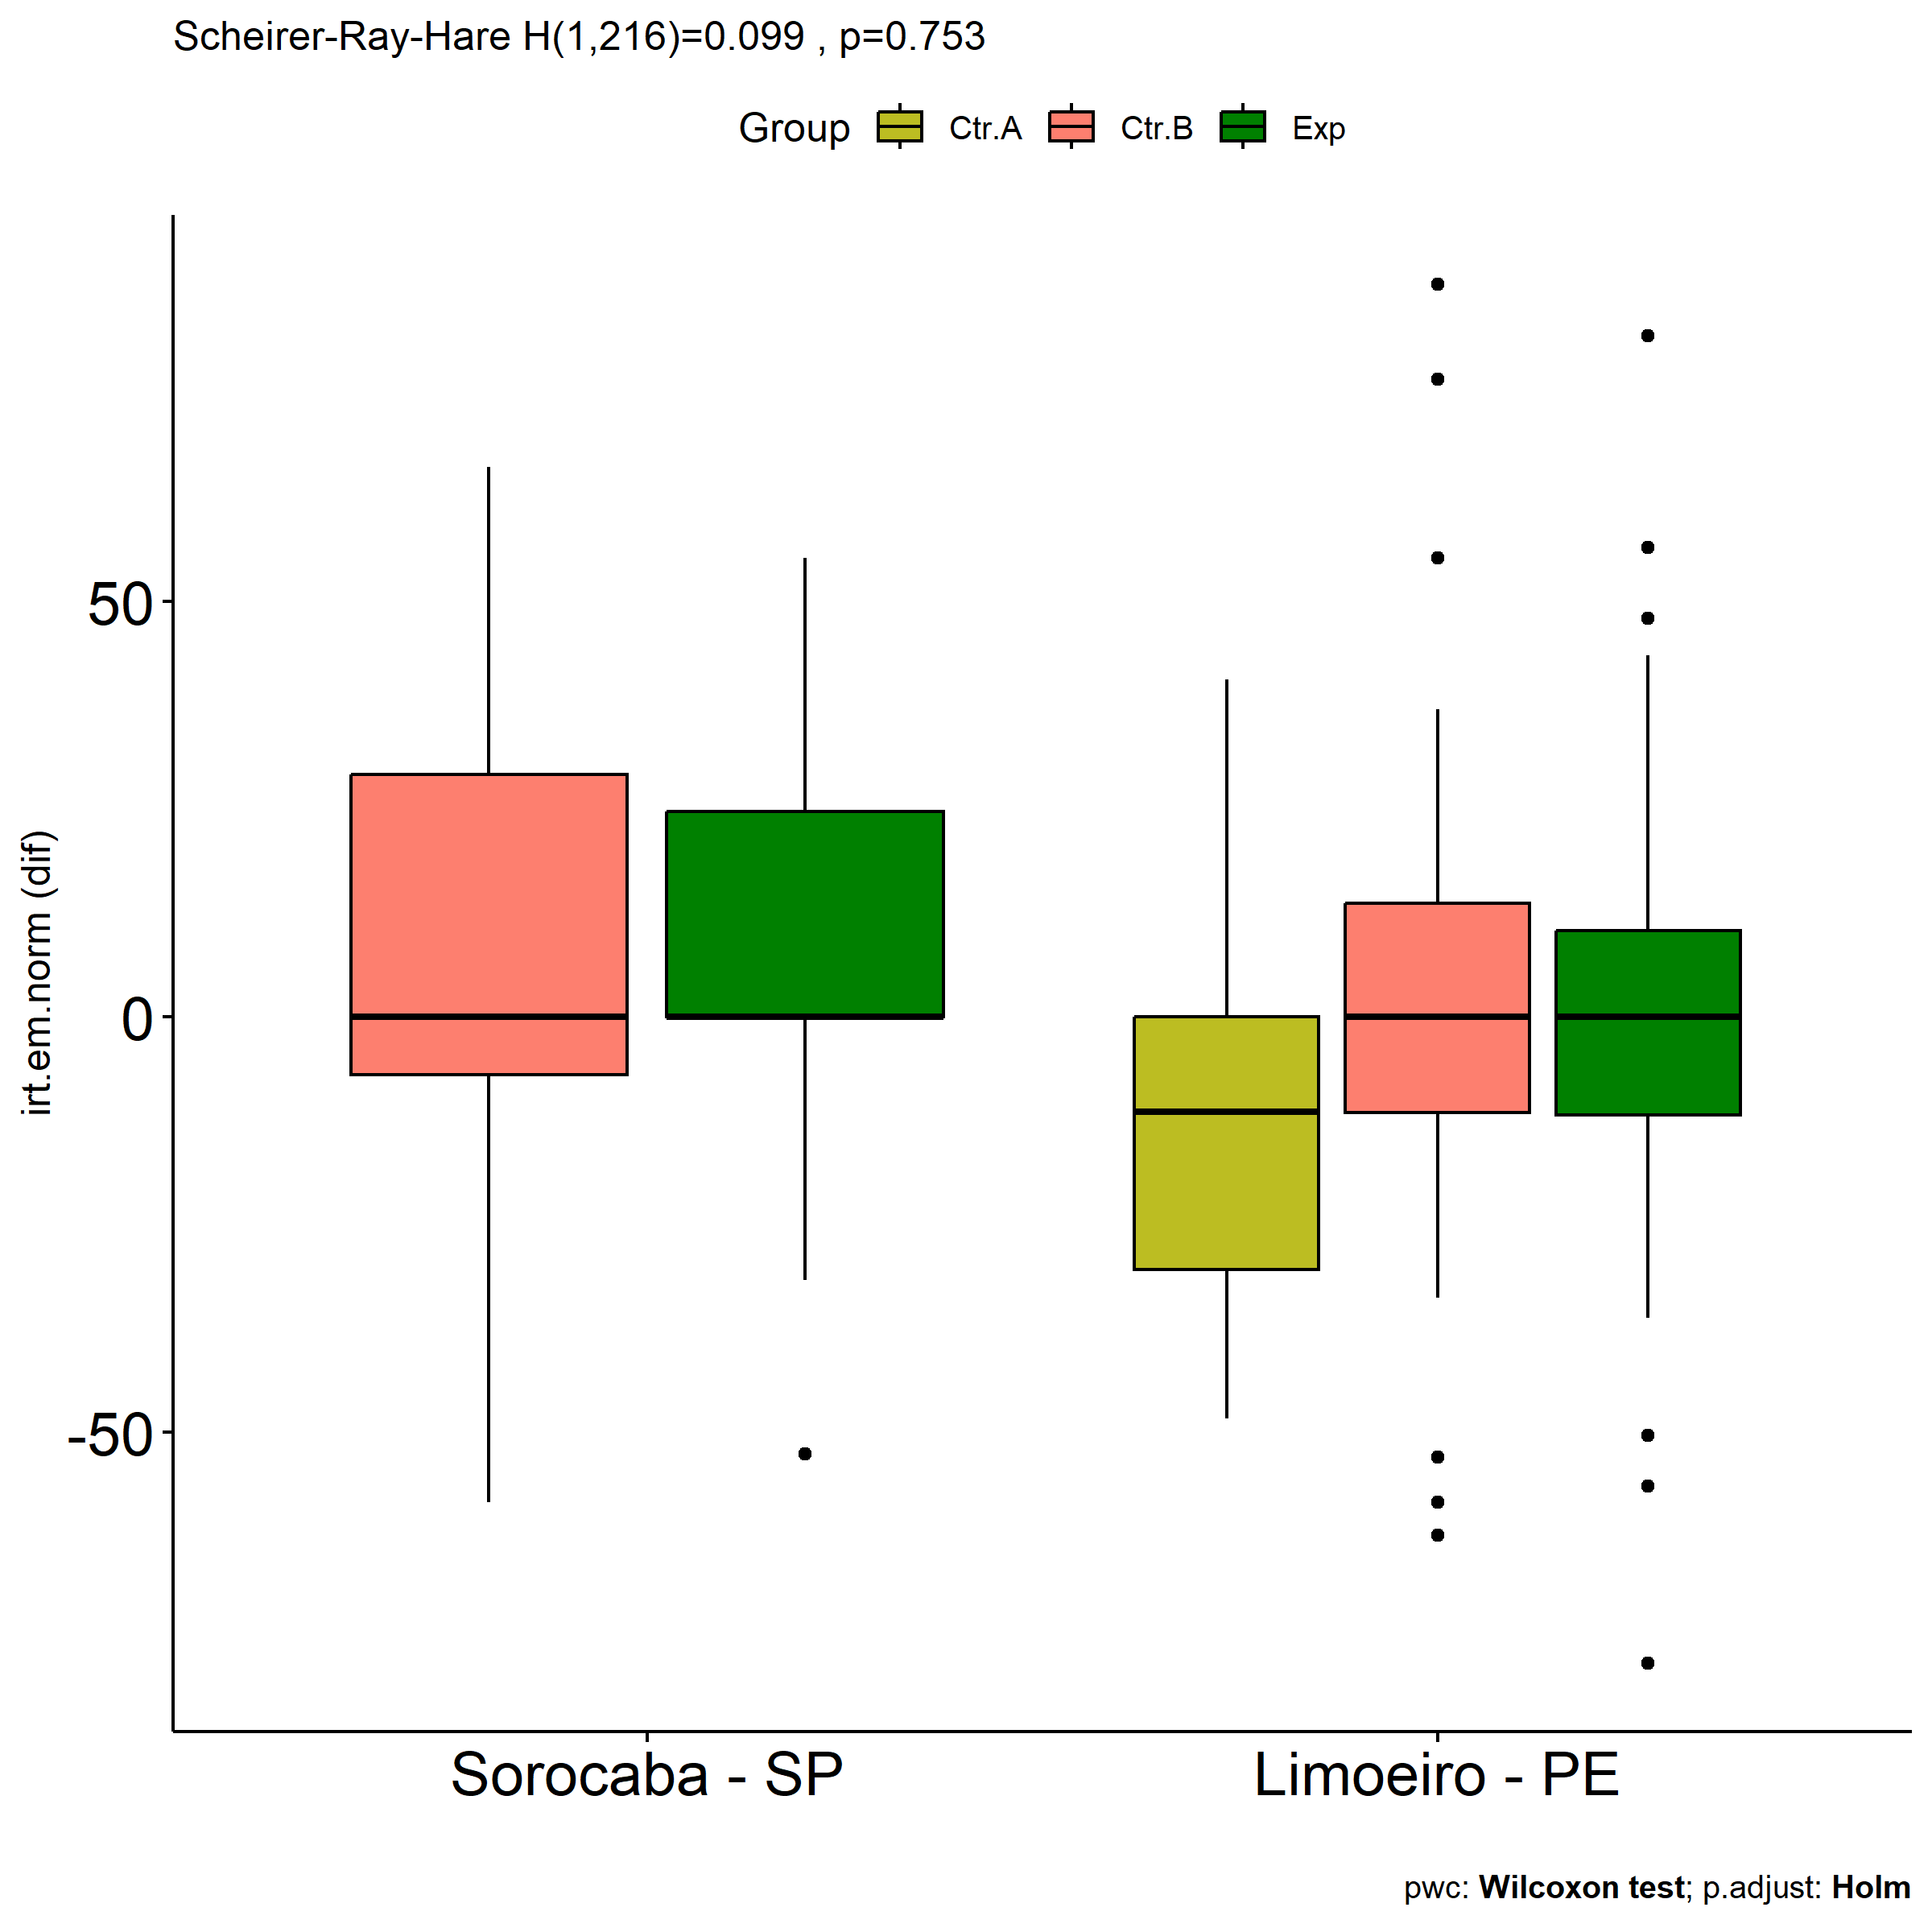 Scheirer-Ray-Hare H(1,216)=0.099 , p=0.753
Group Ctr.A Ctr.B Exp
irt.em.norm (dif)
50
0
-50
Sorocaba - SP Limoeiro - PE
pwc: Wilcoxon test; p.adjust: Holm